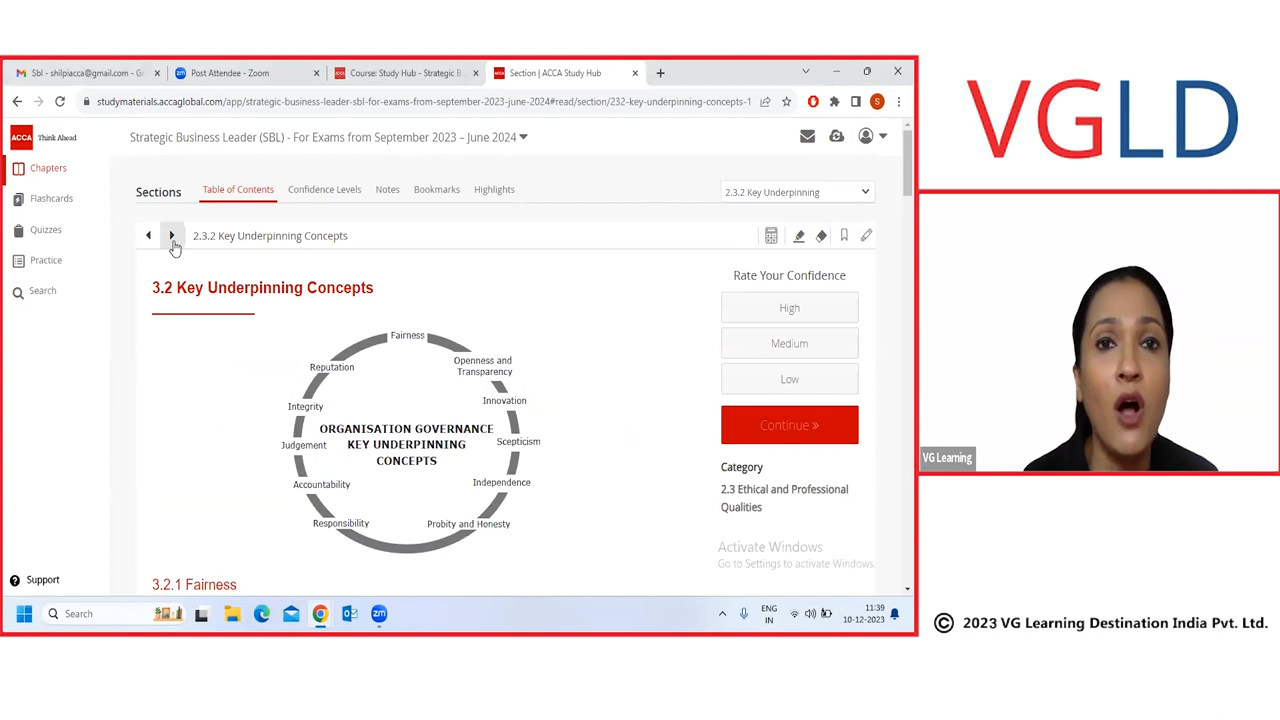 Sbl - shilpiacca@gmail.com - G
Post Attendee - Zoom
Course: Study Hub - Strategic B
Section | ACCA Study Hub
studymaterials.accaglobal.com/app/strategic-business-leader-sbl-for-exams-from-september-2023-june-2024#read/section/232-key-underpinning-concepts-1
S
ACCA
Think Ahead
Strategic Business Leader (SBL) - For Exams from September 2023 – June 2024
Chapters
Flashcards
Quizzes
Practice
Search
Support
Sections
Table of Contents
Confidence Levels
Notes
Bookmarks
Highlights
2.3.2 Key Underpinning
2.3.2 Key Underpinning Concepts
3.2 Key Underpinning Concepts
Fairness
Openness and
Transparency
Innovation
Scepticism
Independence
Probity and Honesty
Responsibility
Accountability
Judgement
Integrity
Reputation
ORGANISATION GOVERNANCE
KEY UNDERPINNING
CONCEPTS
3.2.1 Fairness
Rate Your Confidence
High
Medium
Low
Continue »
Category
2.3 Ethical and Professional
Qualities
Activate Windows
Go to Settings to activate Windows.
Search
zm
ENG
IN
11:39
10-12-2023
VGLD
VG Learning
© 2023 VG Learning Destination India Pvt. Ltd.